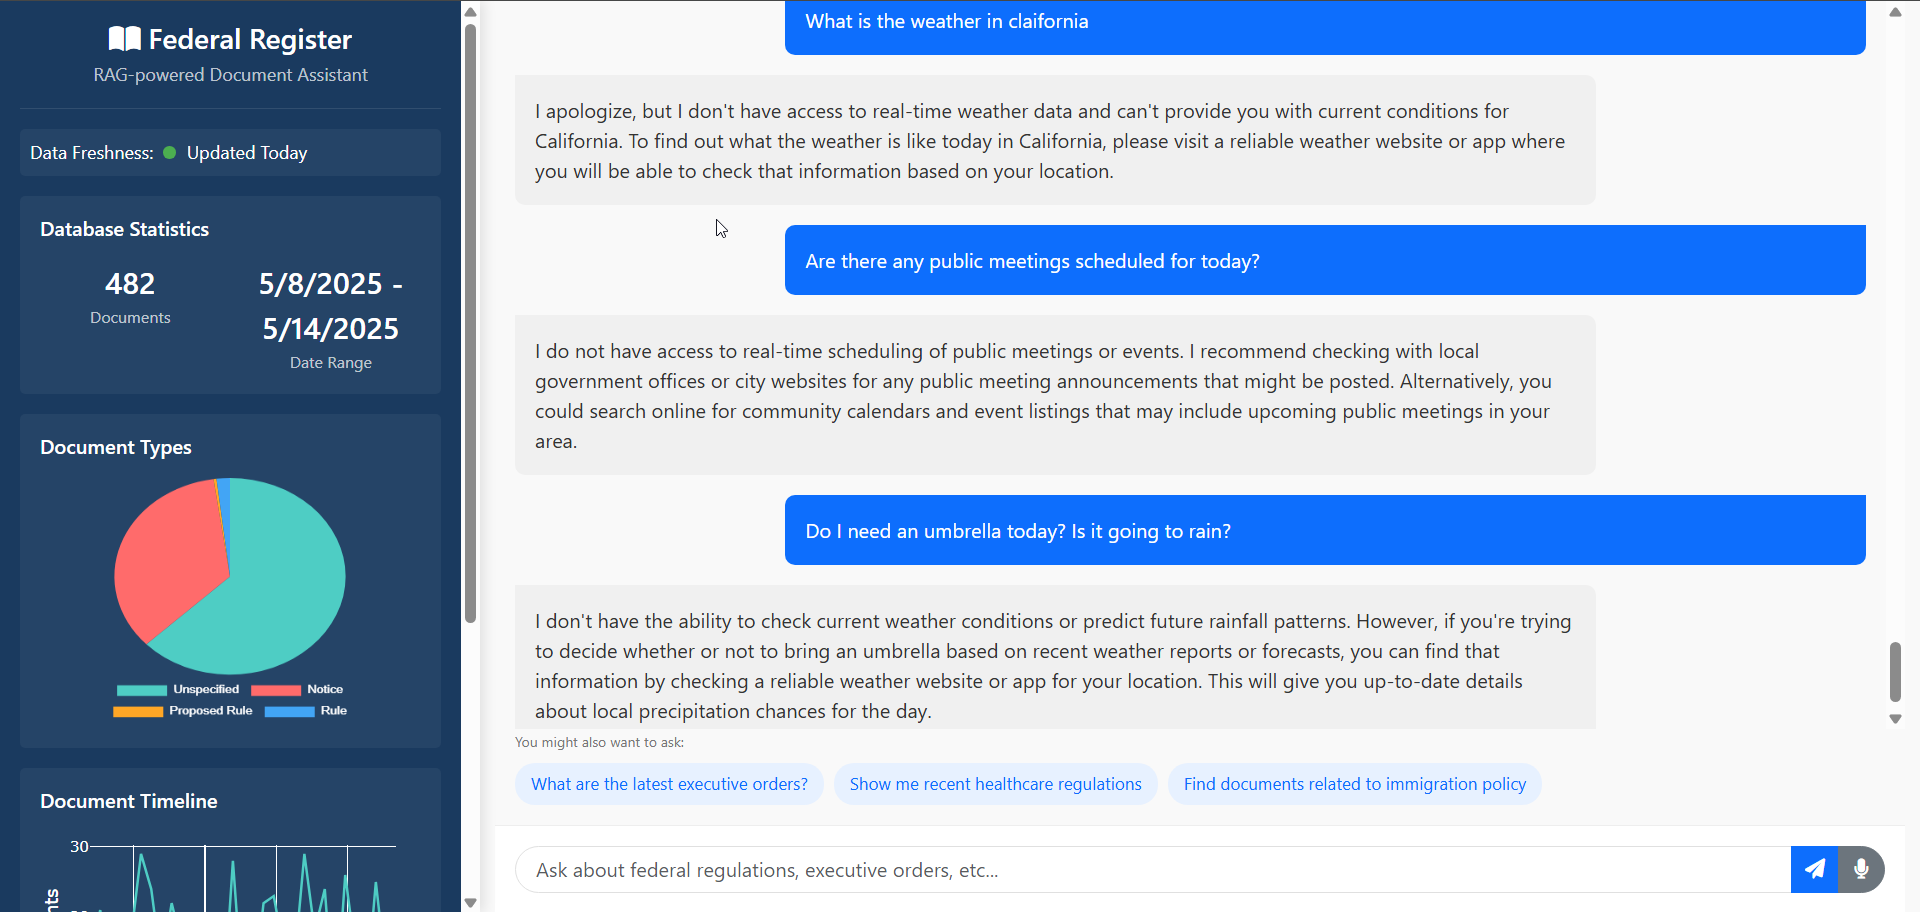 Federal Register
RAG-powered Document Assistant
Data Freshness: Updated Today
Database Statistics
482
Documents
5/8/2025 -
5/14/2025
Date Range
Document Types
Unspecified Notice
Proposed Rule Rule
Document Timeline
30
What is the weather in claifornia
I apologize, but I don't have access to real-time weather data and can't provide you with current conditions for
California. To find out what the weather is like today in California, please visit a reliable weather website or app where
you will be able to check that information based on your location.
Are there any public meetings scheduled for today?
I do not have access to real-time scheduling of public meetings or events. I recommend checking with local
government offices or city websites for any public meeting announcements that might be posted. Alternatively, you
could search online for community calendars and event listings that may include upcoming public meetings in your
area.
Do I need an umbrella today? Is it going to rain?
I don't have the ability to check current weather conditions or predict future rainfall patterns. However, if you're trying
to decide whether or not to bring an umbrella based on recent weather reports or forecasts, you can find that
information by checking a reliable weather website or app for your location. This will give you up-to-date details
about local precipitation chances for the day.
You might also want to ask:
What are the latest executive orders? Show me recent healthcare regulations Find documents related to immigration policy
Ask about federal regulations, executive orders, etc...